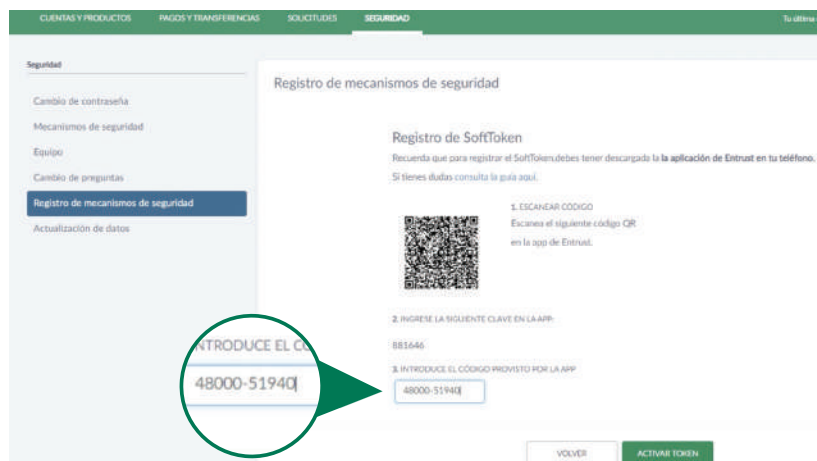 CUENTAS Y PRODUCTOS PAGOS Y TRANSFERENCIAS SOLICITUDES SEGURIDAD Tu última
Seguridad
Cambio de contraseña
Mecanismos de seguridad
Equipo
Cambio de preguntas
Registro de mecanismos de seguridad
Actualización de datos
Registro de mecanismos de seguridad
Registro de SoftToken
Recuerda que para registrar el SoftToken,debes tener descargada la la aplicación de Entrust en tu teléfono.
Si tienes dudas consulta la guía aquí.
1. ESCANEAR CÓDIGO
Escanea el siguiente código QR
en la app de Entrust.
2. INGRESE LA SIGUIENTE CLAVE EN LA APP:
881646
3. INTRODUCE EL CÓDIGO PROVISTO POR LA APP
48000-51940
NTRODUCE EL CÓ
48000-51940
VOLVER ACTIVAR TOKEN